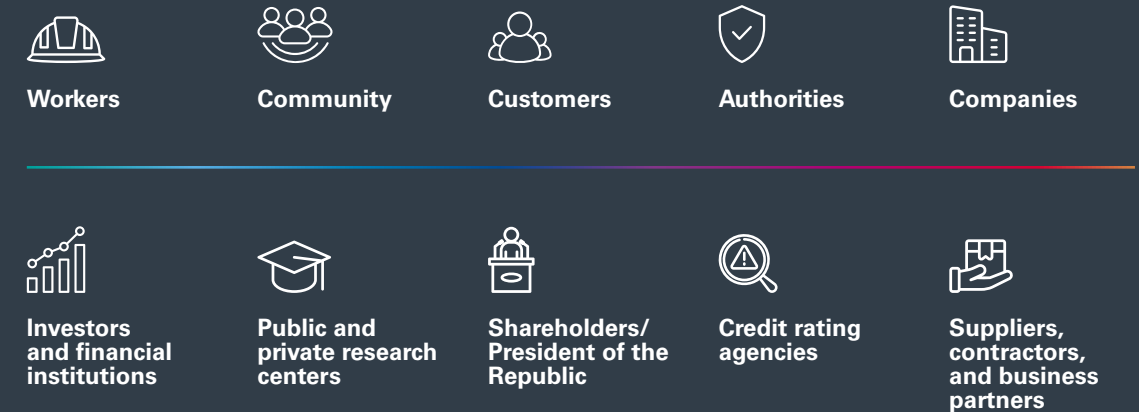 Workers
Community
Customers
Authorities
Companies
Investors
and financial
institutions
Public and
private research
centers
Shareholders/
President of the
Republic
Credit rating
agencies
Suppliers,
contractors,
and business
partners